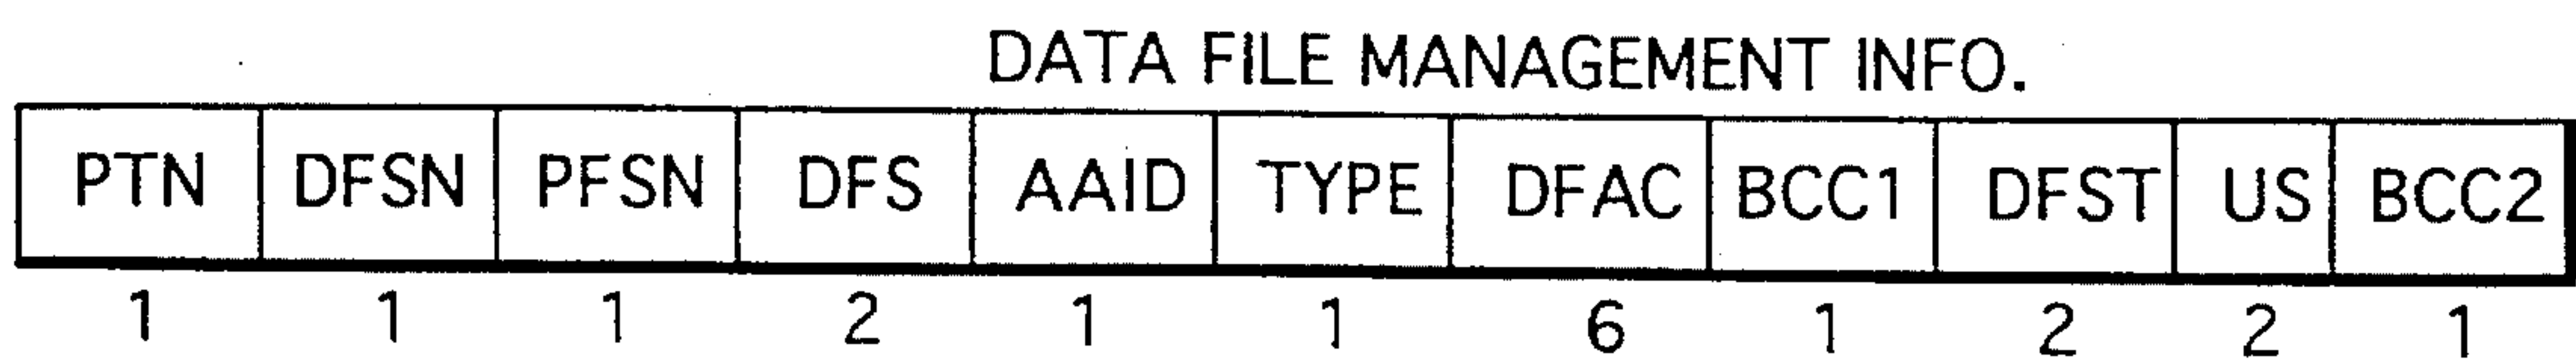 DATA FILE MANAGEMENT INFO.
PTN DFSN PFSN DFS AAID TYPE DFAC BCC1 DFST US BCC2
1 1 1 2 1 1 6 1 2 2 1